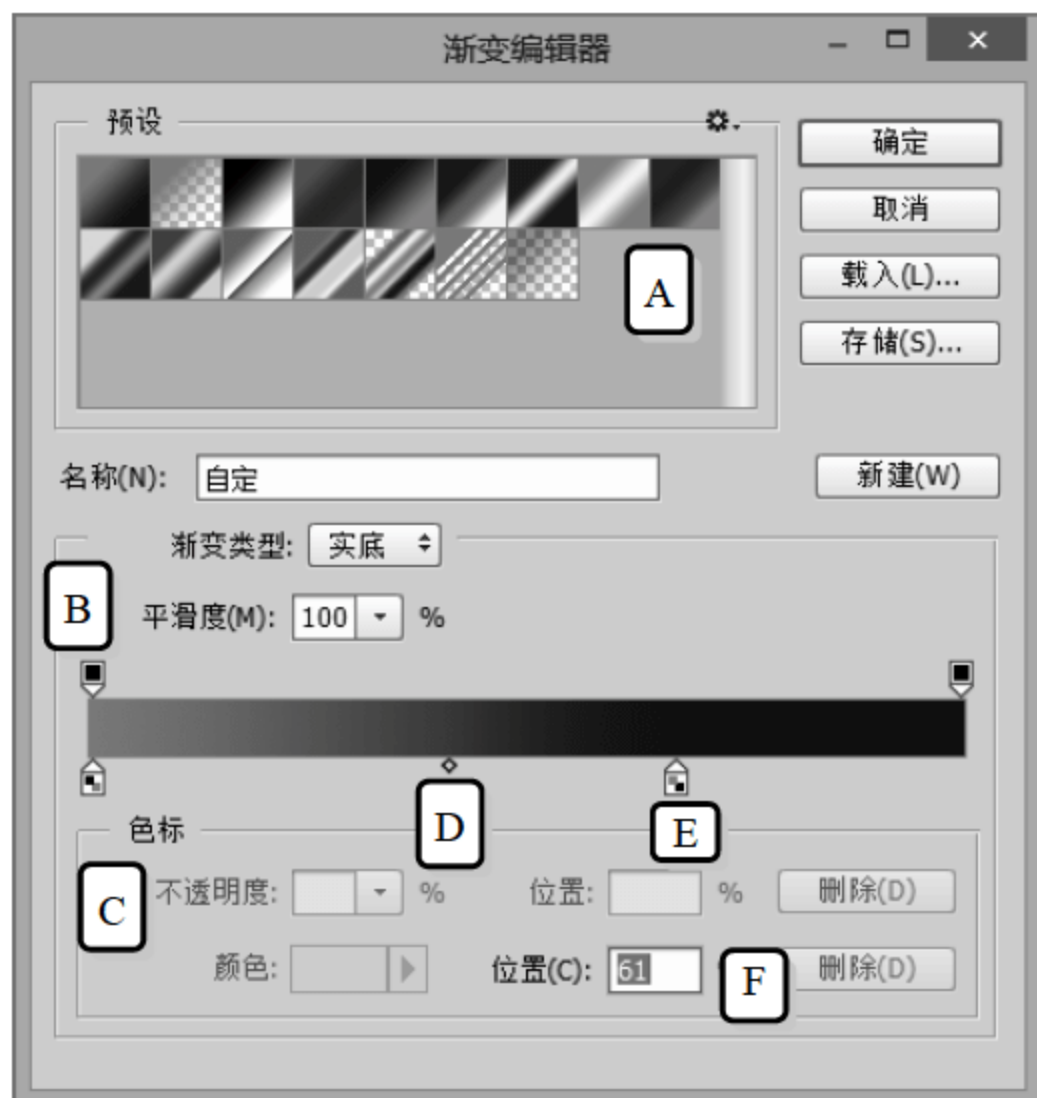 渐变编辑器
预设
确定
取消
载入(L)...
存储(S)...
A
名称(N): 自定 新建(W)
渐变类型: 实底
B
平滑度(M): 100 %
D
E
色标
C
不透明度: % 位置: % 删除(D)
颜色: 位置(C): 61 F 删除(D)